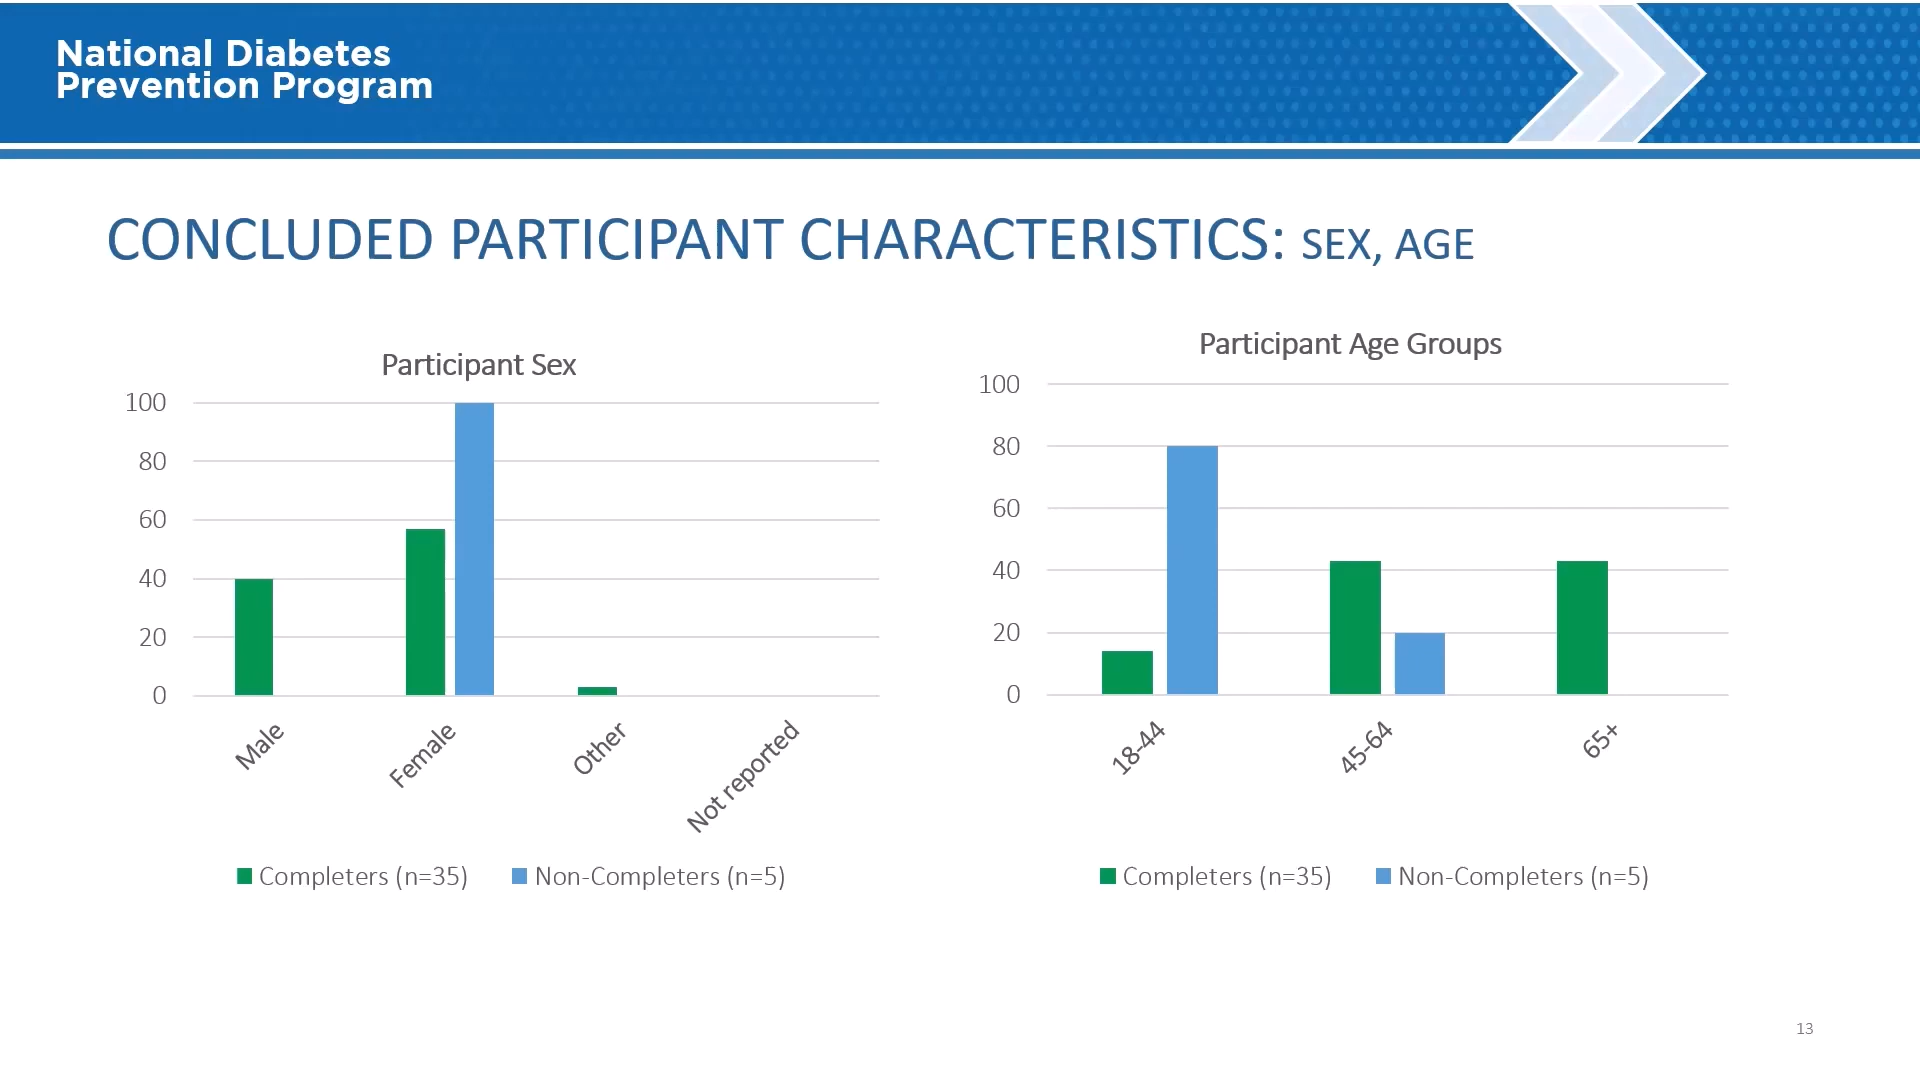 National Diabetes
Prevention Program
CONCLUDED PARTICIPANT CHARACTERISTICS: SEX, AGE
Participant Sex
100
80
60
40
20
0
Male
Female
Other
Not reported
Completers (n=35)
Non-Completers (n=5)
Participant Age Groups
100
80
60
40
20
0
18-44
45-64
65+
Completers (n=35)
Non-Completers (n=5)
13